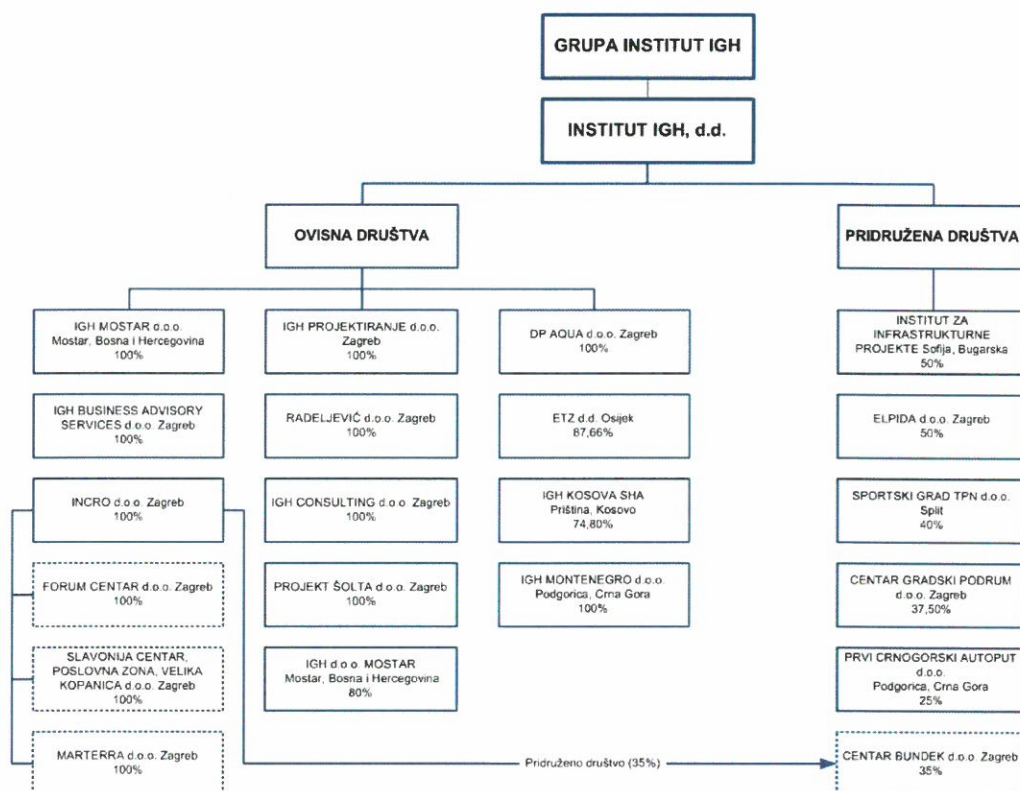 GRUPA INSTITUT IGH
INSTITUT IGH, d.d.
OVISNA DRUŠTVA
PRIDRUŽENA DRUŠTVA
IGH MOSTAR d.o.o.
Mostar, Bosna i Hercegovina
100%
IGH PROJEKTIRANJE d.o.o.
Zagreb
100%
DP AQUA d.o.o. Zagreb
100%
INSTITUT ZA
INFRASTRUKTURNE
PROJEKTE Sofija, Bugarska
50%
IGH BUSINESS ADVISORY
SERVICES d.o.o. Zagreb
100%
RADELJEVIĆ d.o.o. Zagreb
100%
ETZ d.d. Osijek
87,66%
ELPIDA d.o.o. Zagreb
50%
INCRO d.o.o. Zagreb
100%
IGH CONSULTING d.o.o. Zagreb
100%
IGH KOSOVA SHA
Priština, Kosovo
74,80%
SPORTSKI GRAD TPN d.o.o.
Split
40%
FORUM CENTAR d.o.o. Zagreb
100%
PROJEKT ŠOLTA d.o.o. Zagreb
100%
IGH MONTENEGRO d.o.o.
Podgorica, Crna Gora
100%
CENTAR GRADSKI PODRUM
d.o.o. Zagreb
37,50%
SLAVONIJA CENTAR,
POSLOVNA ZONA, VELIKA
KOPANICA d.o.o. Zagreb
100%
IGH d.o.o. MOSTAR
Mostar, Bosna i Hercegovina
80%
PRVI CRNOGORSKI AUTOPUT
d.o.o.
Podgorica, Crna Gora
25%
MARTERRA d.o.o. Zagreb
100%
Pridruženo društvo (35%)
CENTAR BUNDEK d.o.o. Zagreb
35%